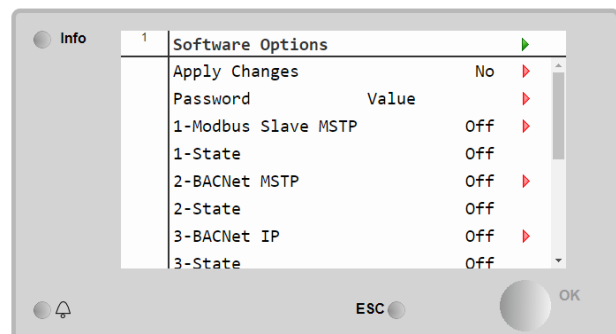 Info
1 Software Options
Apply Changes No
Password Value
1-Modbus Slave MSTP Off
1-State Off
2-BACNet MSTP Off
2-State Off
3-BACNet IP Off
3-State Off
ESC
OK